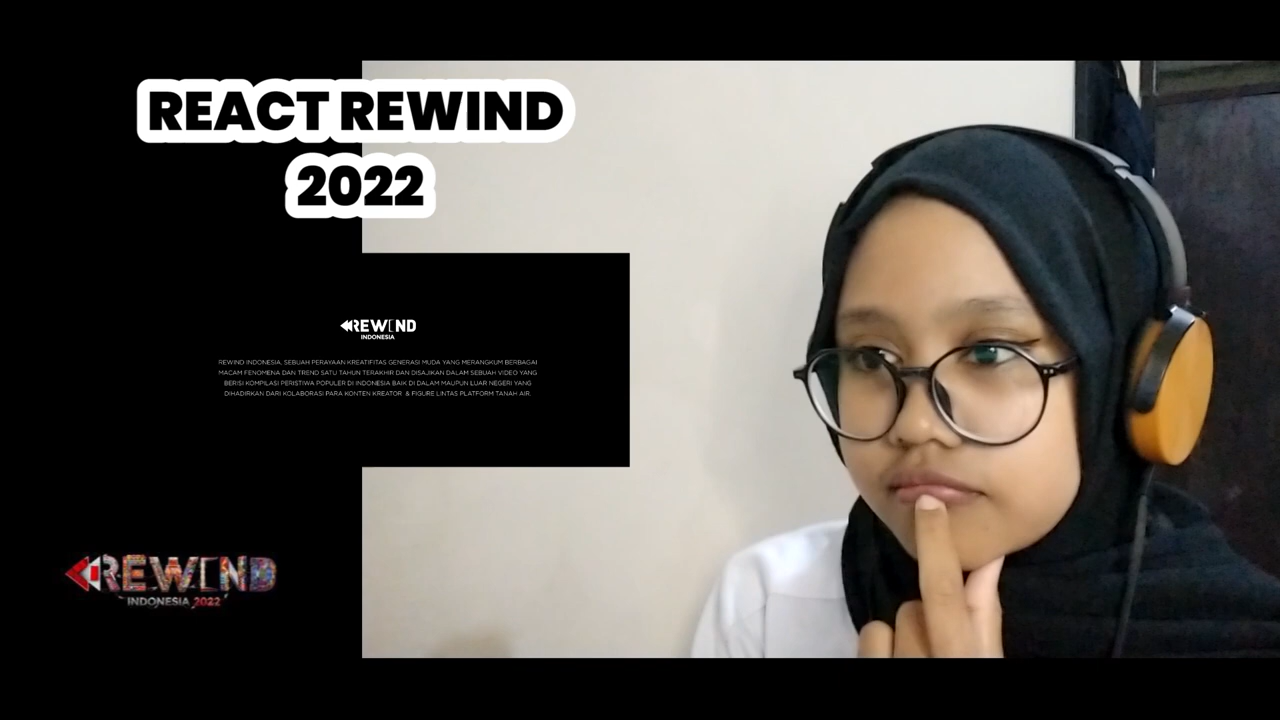 REACT REWIND
2022
REWIND
INDONESIA
REWIND INDONESIA, SEBUAH PERAYAAN KREATIFITAS GENERASI MUDA YANG MERANGKUM BERBAGAI
MACAM FENOMENA DAN TREND SATU TAHUN TERAKHIR DAN DISAJIKAN DALAM SEBUAH VIDEO YANG
BERISI KOMPILASI PERISTIWA POPULER DI INDONESIA BAIK DI DALAM MAUPUN LUAR NEGERI YANG
DIHADIRKAN DARI KOLABORASI PARA KONTEN KREATOR & FIGURE LINTAS PLATFORM TANAH AIR.
REWIND
INDONESIA 2022